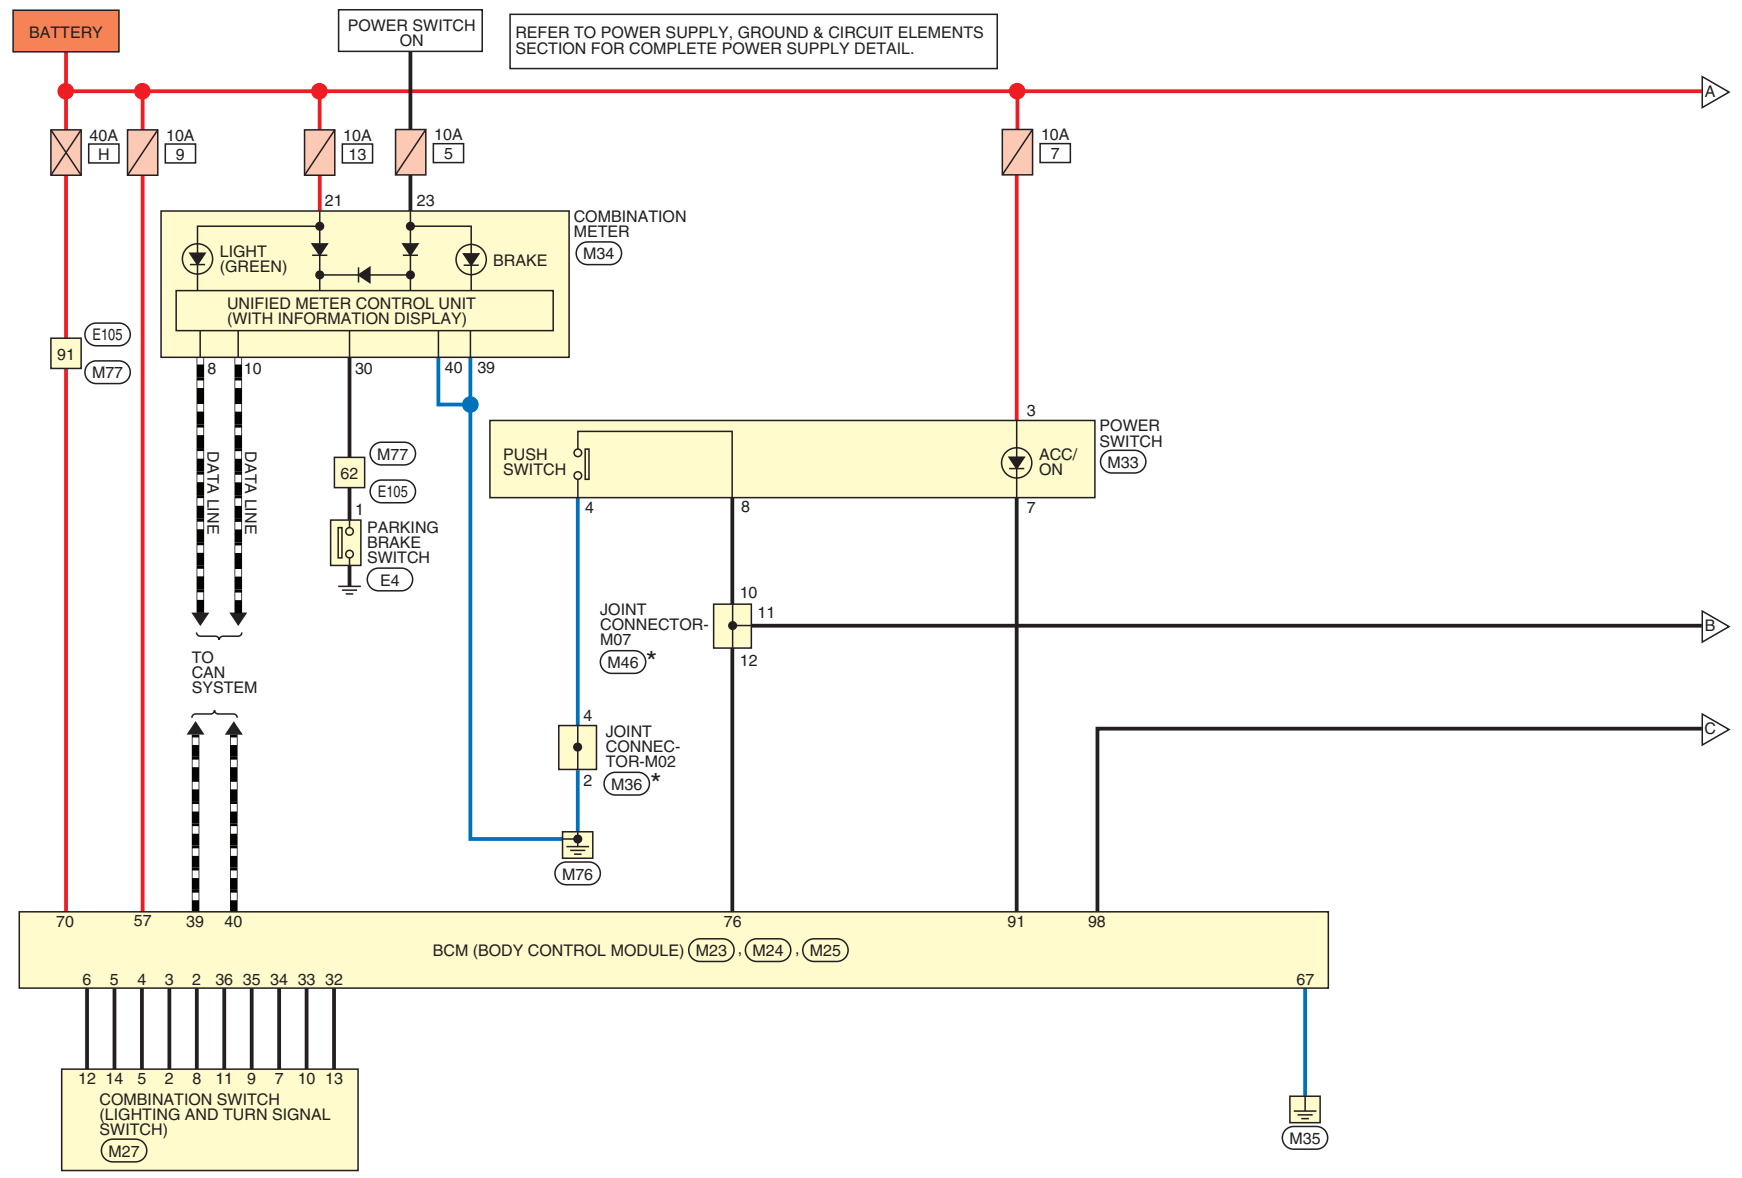 BATTERY
POWER SWITCH
ON
REFER TO POWER SUPPLY, GROUND & CIRCUIT ELEMENTS
SECTION FOR COMPLETE POWER SUPPLY DETAIL.
A
40A
H
10A
9
10A
13
10A
5
10A
7
21
23
COMBINATION
METER
M34
LIGHT
(GREEN)
BRAKE
UNIFIED METER CONTROL UNIT
(WITH INFORMATION DISPLAY)
E105
91
M77
8
10
30
40
39
DATA LINE
DATA LINE
M77
62
E105
1
PARKING
BRAKE
SWITCH
E4
3
POWER
SWITCH
M33
PUSH
SWITCH
ACC/
ON
4
8
7
TO
CAN
SYSTEM
JOINT
CONNECTOR-
M07
M46*
10
11
12
B
4
JOINT
CONNEC-
TOR-M02
M36*
2
C
M76
70
57
39
40
76
91
98
BCM (BODY CONTROL MODULE) M23 , M24 , M25
6 5 4 3 2 36 35 34 33 32
67
12 14 5 2 8 11 9 7 10 13
COMBINATION SWITCH
(LIGHTING AND TURN SIGNAL
SWITCH)
M27
M35